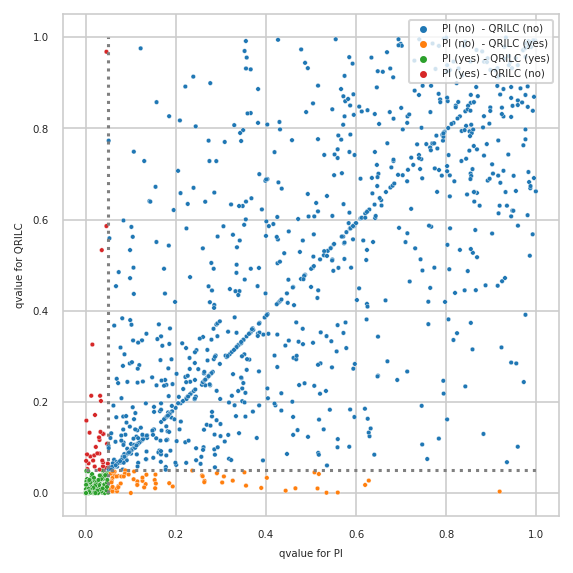 PI (no)  - QRILC (no)
PI (no)  - QRILC (yes)
PI (yes) - QRILC (yes)
PI (yes) - QRILC (no)
1.0
0.8
0.6
0.4
0.2
0.0
qvalue for QRILC
0.0 0.2 0.4 0.6 0.8 1.0
qvalue for PI